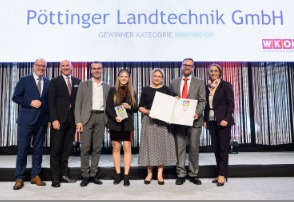 Pöttinger Landtechnik GmbH
GEWINNER KATEGORIE INNOVATION
WKO